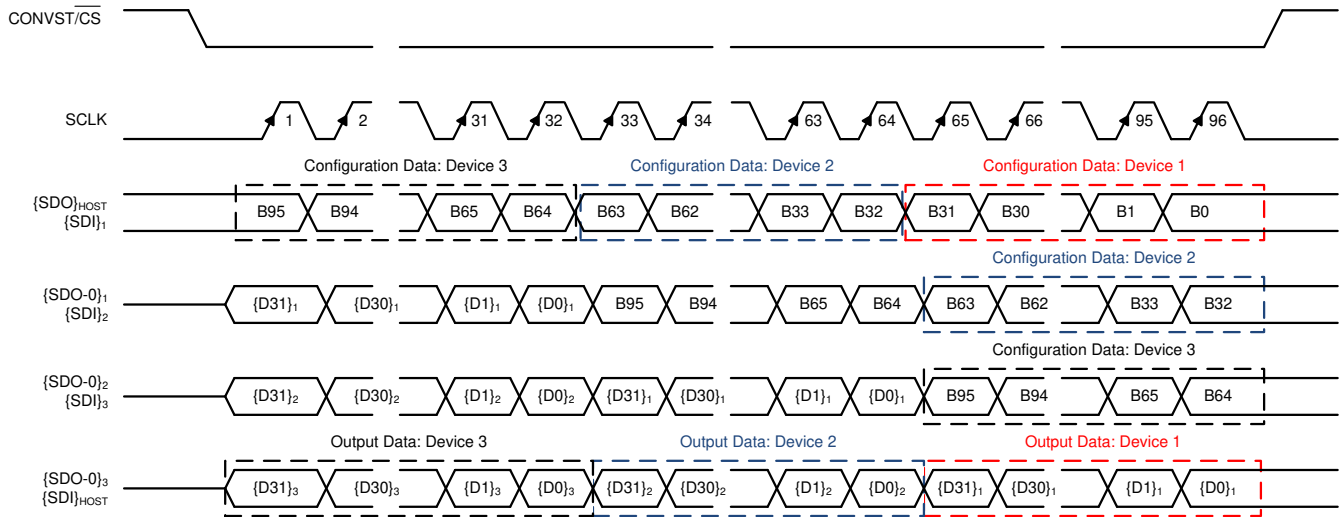 CONVST/CS
SCLK
1 2 31 32 33 34 63 64 65 66 95 96
Configuration Data: Device 3 Configuration Data: Device 2 Configuration Data: Device 1
{SDO}HOST
{SDI}1
B95 B94 B65 B64 B63 B62 B33 B32 B31 B30 B1 B0
Configuration Data: Device 2
{SDO-0}1
{SDI}2
{D31}1 {D30}1 {D1}1 {D0}1 B95 B94 B65 B64 B63 B62 B33 B32
Configuration Data: Device 3
{SDO-0}2
{SDI}3
{D31}2 {D30}2 {D1}2 {D0}2 {D31}1 {D30}1 {D1}1 {D0}1 B95 B94 B65 B64
Output Data: Device 3 Output Data: Device 2 Output Data: Device 1
{SDO-0}3
{SDI}HOST
{D31}3 {D30}3 {D1}3 {D0}3 {D31}2 {D30}2 {D1}2 {D0}2 {D31}1 {D30}1 {D1}1 {D0}1